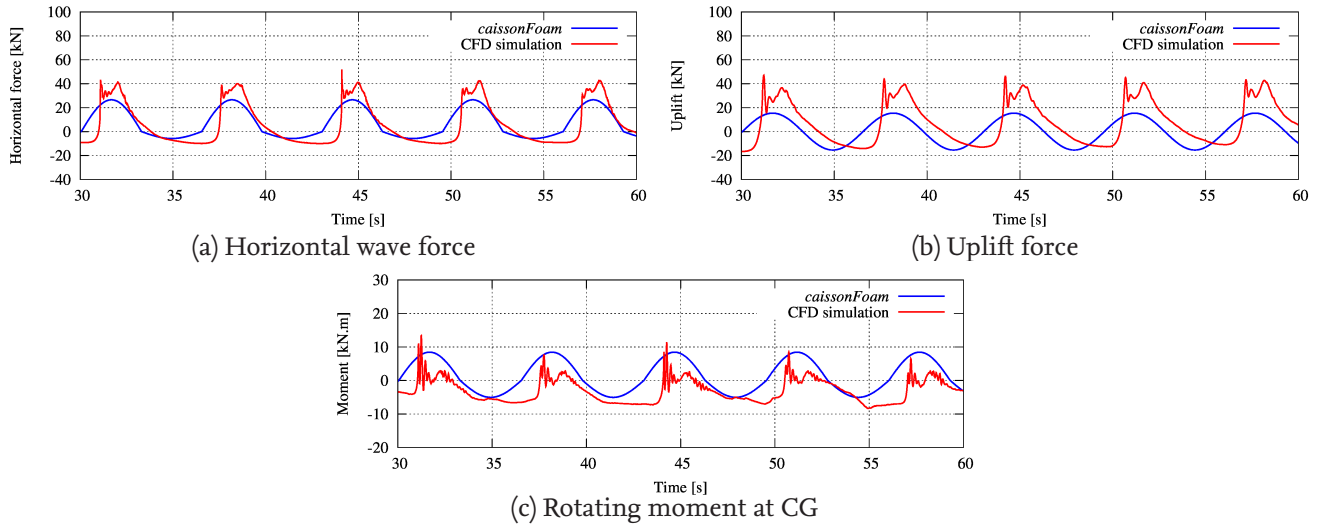 Horizontal force [kN]
100
80
60
40
20
0
-20
-40
30
35
40
45
50
55
60
Time [s]
caissonFoam
CFD simulation
(a) Horizontal wave force
Uplift [kN]
100
80
60
40
20
0
-20
-40
30
35
40
45
50
55
60
Time [s]
caissonFoam
CFD simulation
(b) Uplift force
Moment [kN.m]
30
20
10
0
-10
-20
30
35
40
45
50
55
60
Time [s]
caissonFoam
CFD simulation
(c) Rotating moment at CG